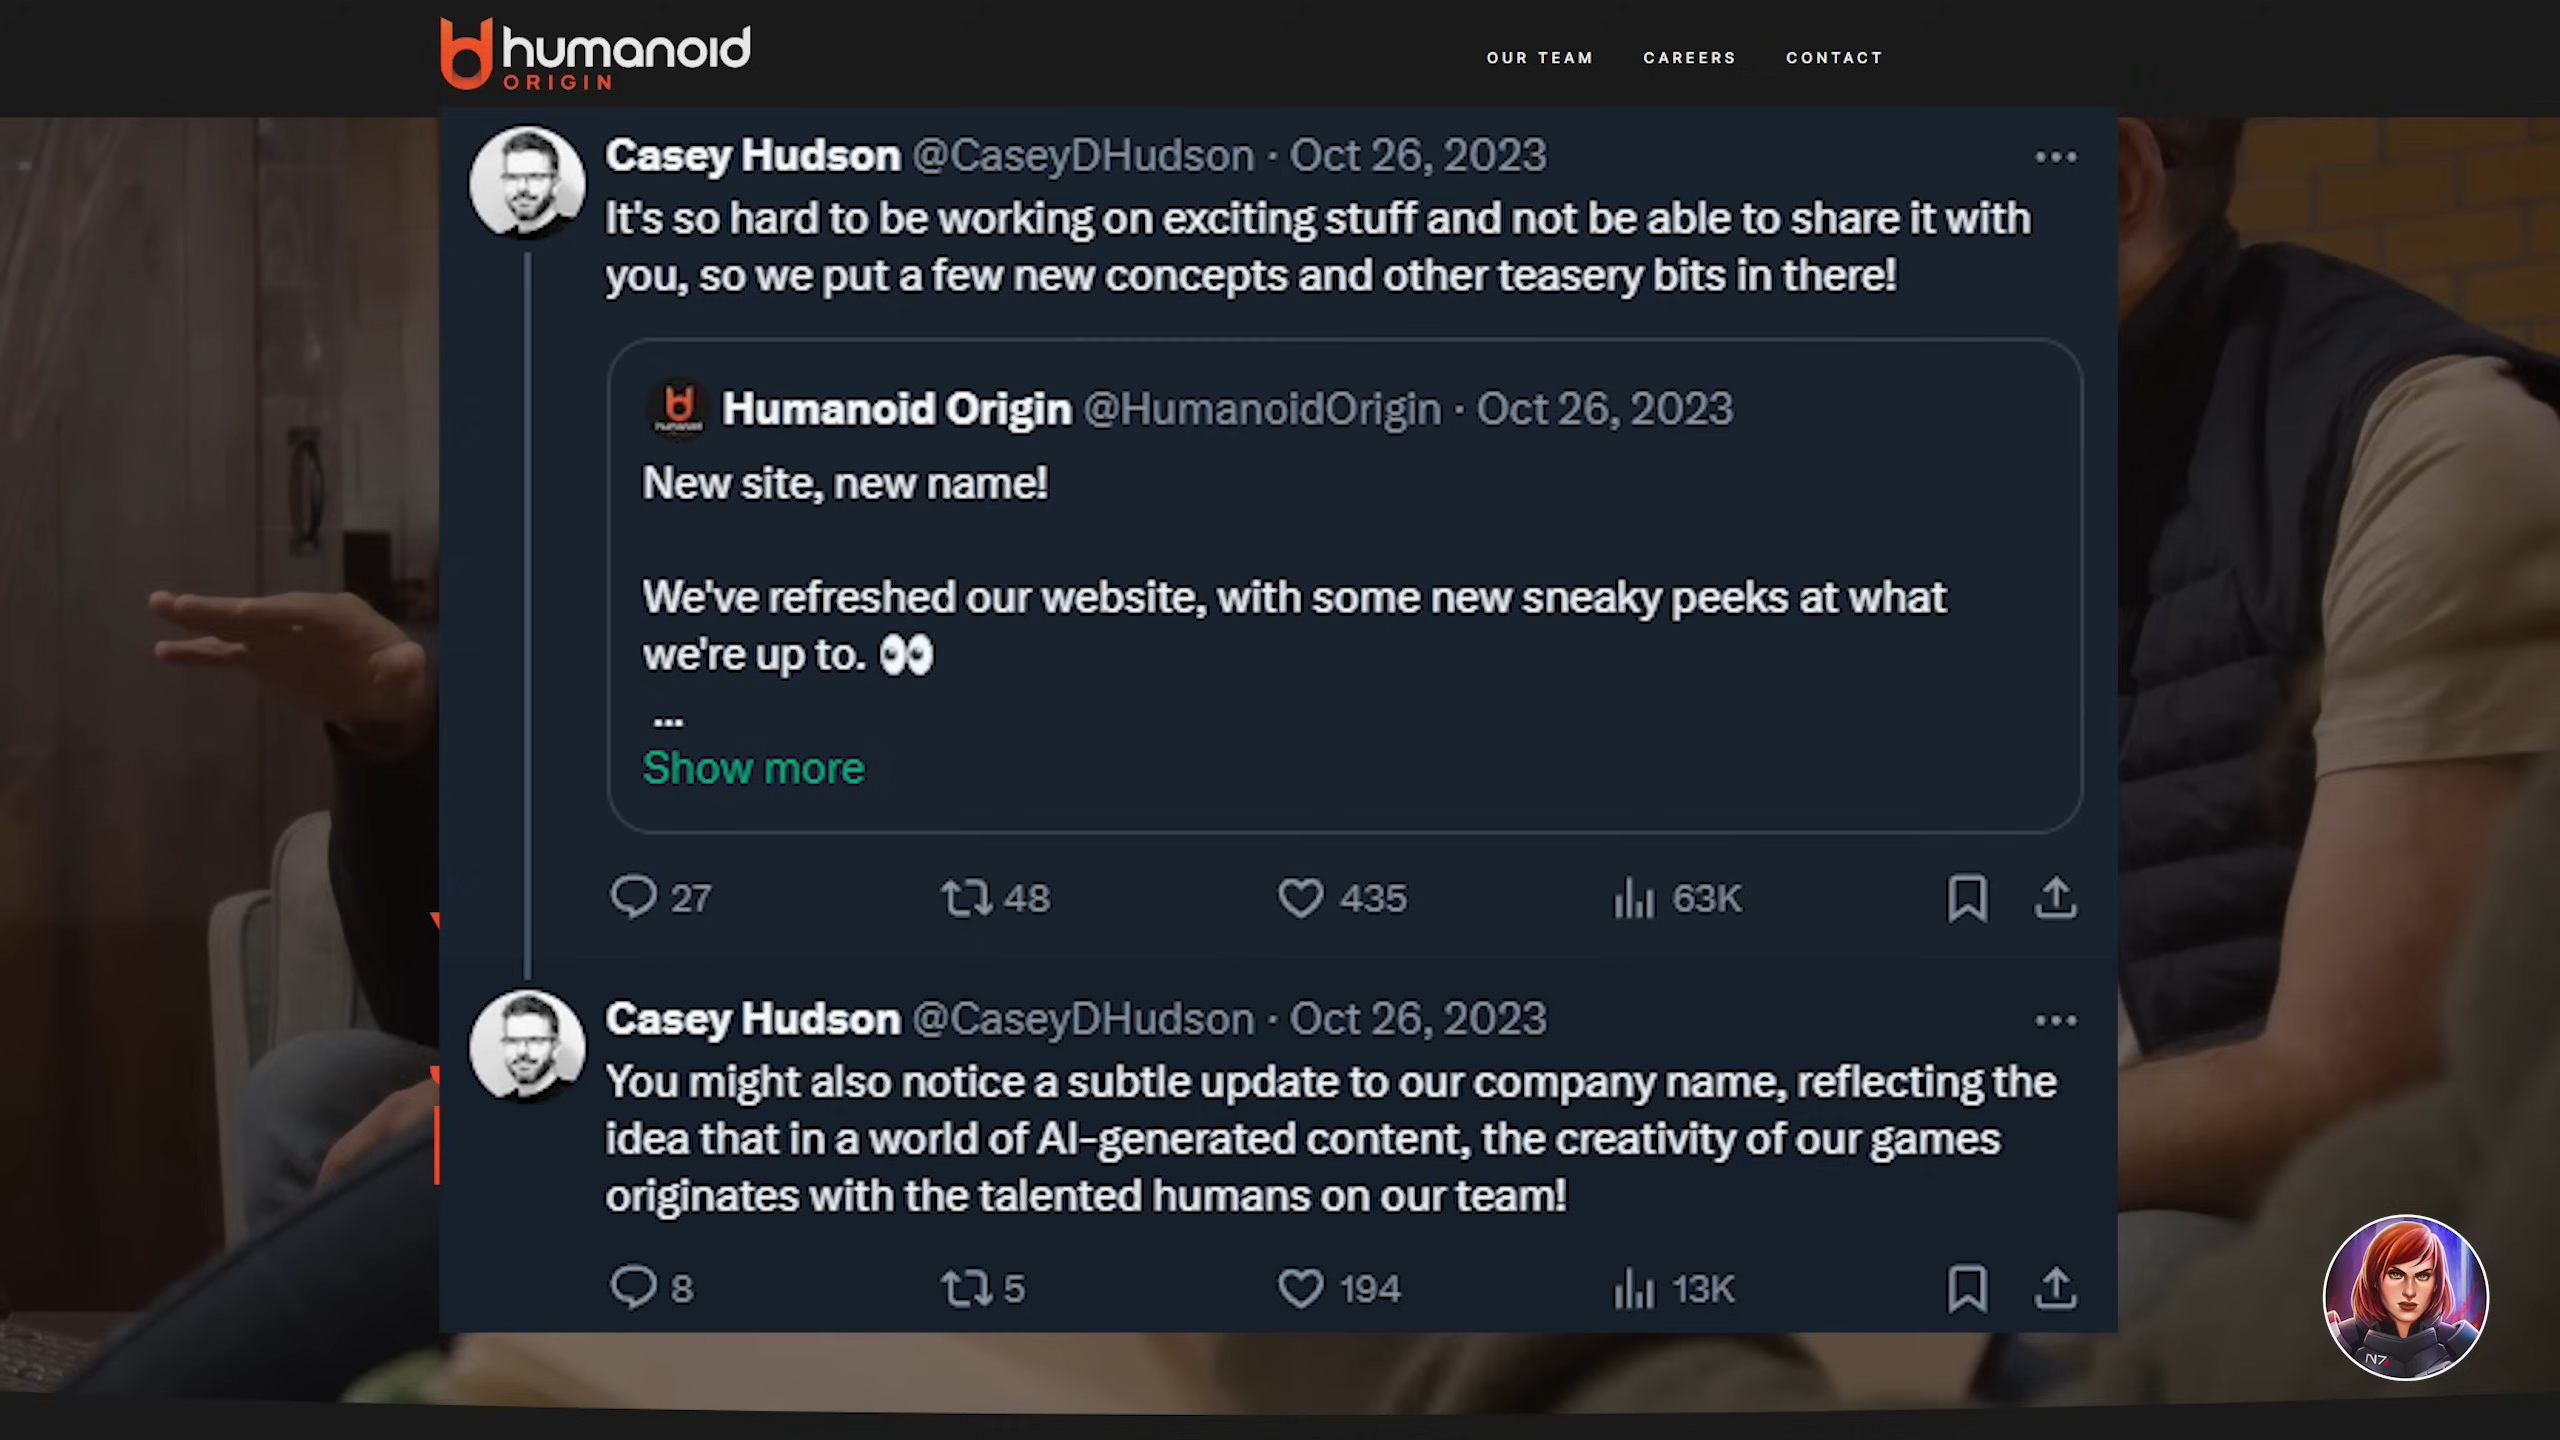 humanoid
ORIGIN
OUR TEAM
CAREERS
CONTACT
Casey Hudson @CaseyDHudson · Oct 26, 2023
It's so hard to be working on exciting stuff and not be able to share it with
you, so we put a few new concepts and other teasery bits in there!
Humanoid Origin @HumanoidOrigin · Oct 26, 2023
New site, new name!
We've refreshed our website, with some new sneaky peeks at what
we're up to. 👀
...
Show more
27
48
435
63K
Casey Hudson @CaseyDHudson · Oct 26, 2023
You might also notice a subtle update to our company name, reflecting the
idea that in a world of AI-generated content, the creativity of our games
originates with the talented humans on our team!
8
5
194
13K
N7